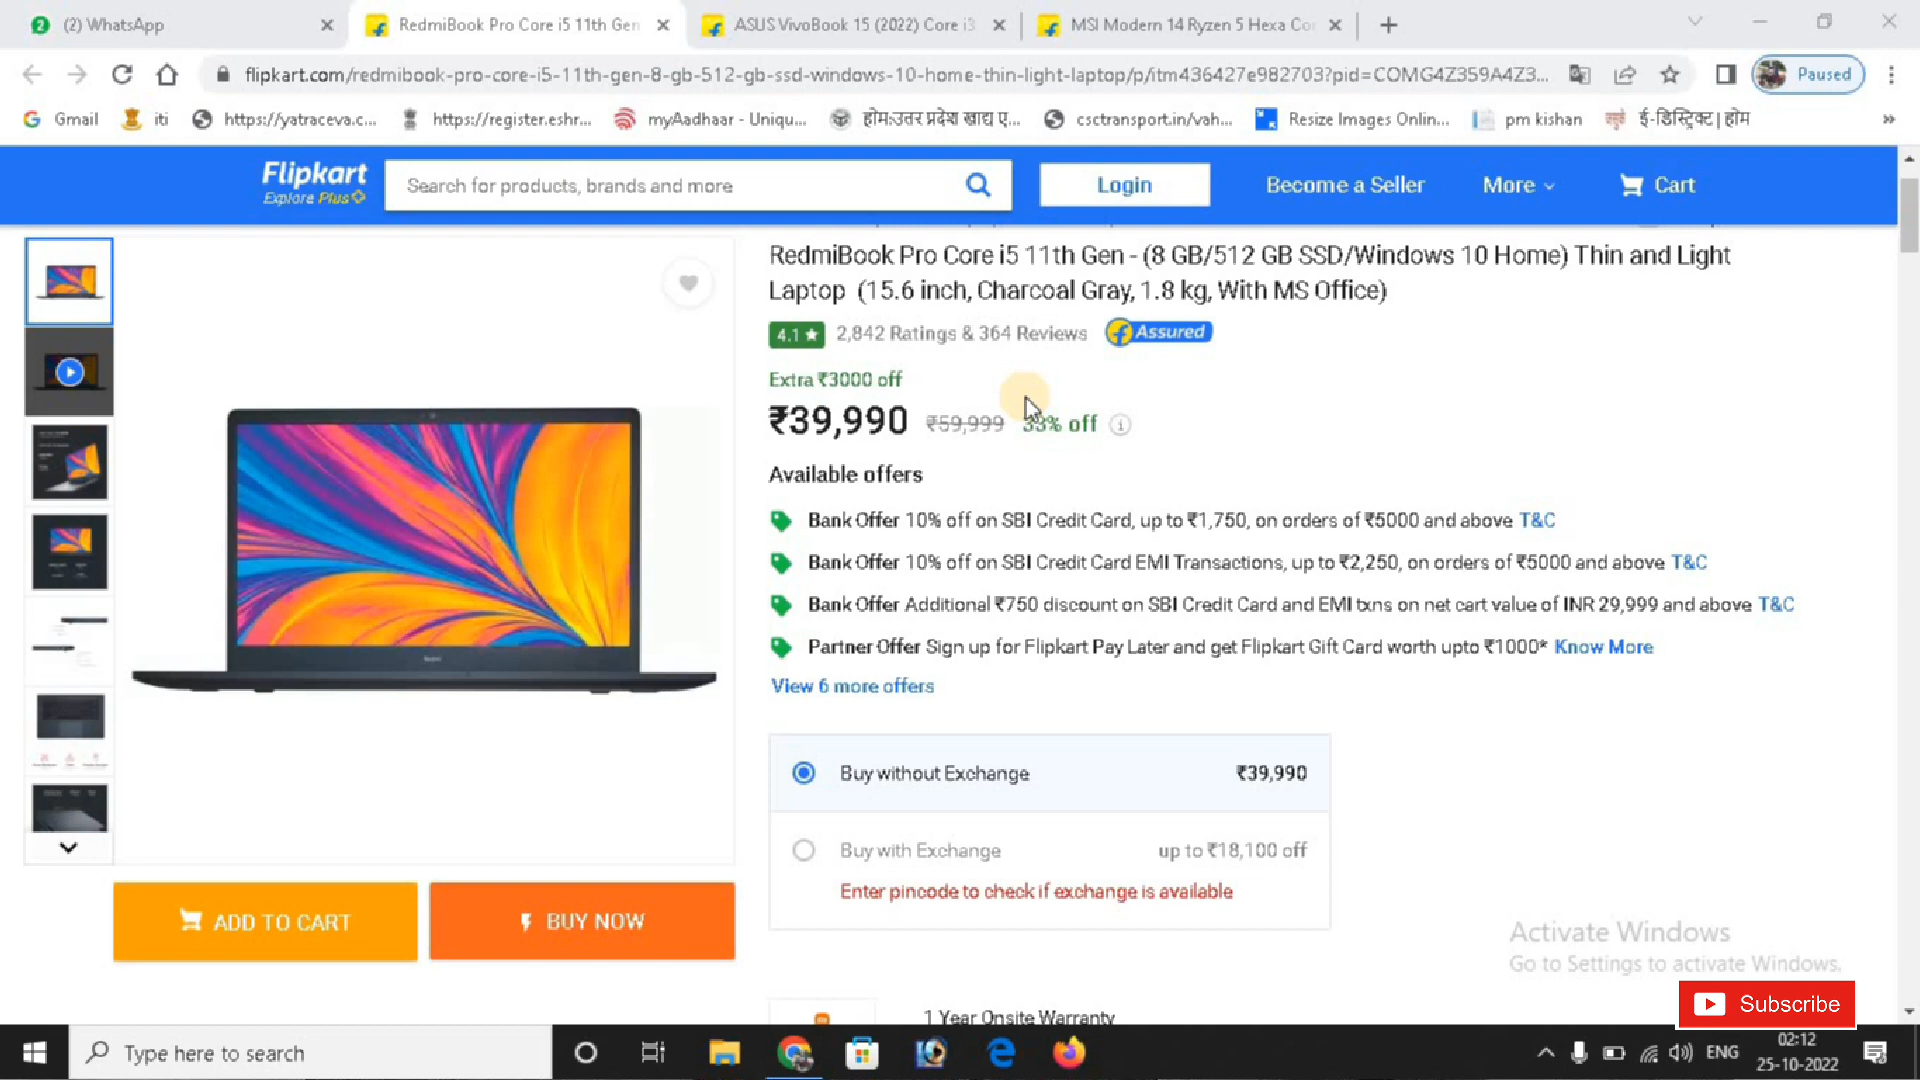 (2) WhatsApp
RedmiBook Pro Core i5 11th Gen
ASUS VivoBook 15 (2022) Core i3
MSI Modern 14 Ryzen 5 Hexa Co
flipkart.com/redmibook-pro-core-i5-11th-gen-8-gb-512-gb-ssd-windows-10-home-thin-light-laptop/p/itm436427e982703?pid=COMG4Z359A4Z3...
Paused
Gmail
iti
https://yatraceva.c...
https://register.eshr...
myAadhaar - Uniqu...
होम:उत्तर प्रदेश खाद्य ए...
csctransport.in/vah...
Resize Images Onlin...
pm kishan
ई-डिस्ट्रिक्ट | होम
»
Flipkart
Explore Plus
Search for products, brands and more
Login
Become a Seller
More
Cart
RedmiBook Pro Core i5 11th Gen - (8 GB/512 GB SSD/Windows 10 Home) Thin and Light
Laptop (15.6 inch, Charcoal Gray, 1.8 kg, With MS Office)
4.1 ★ 2,842 Ratings & 364 Reviews Assured
Extra ₹3000 off
₹39,990 ₹59,999 33% off
Available offers
Bank Offer 10% off on SBI Credit Card, up to ₹1,750, on orders of ₹5000 and above T&C
Bank Offer 10% off on SBI Credit Card EMI Transactions, up to ₹2,250, on orders of ₹5000 and above T&C
Bank Offer Additional ₹750 discount on SBI Credit Card and EMI txns on net cart value of INR 29,999 and above T&C
Partner Offer Sign up for Flipkart Pay Later and get Flipkart Gift Card worth upto ₹1000* Know More
View 6 more offers
Buy without Exchange ₹39,990
Buy with Exchange up to ₹18,100 off
Enter pincode to check if exchange is available
ADD TO CART
BUY NOW
1 Year Onsite Warranty
Activate Windows
Go to Settings to activate Windows.
Subscribe
Type here to search
ENG
02:12
25-10-2022